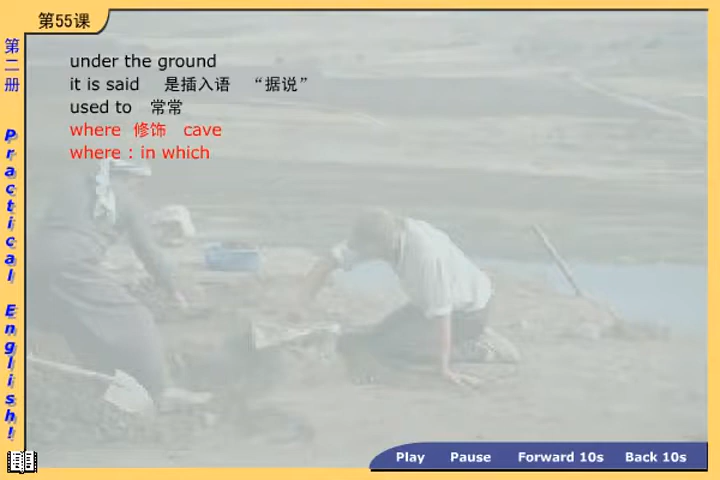 第55课
第二册
Practical English!
under the ground
it is said 是插入语 “据说”
used to 常常
where 修饰 cave
where : in which
Play Pause Forward 10s Back 10s